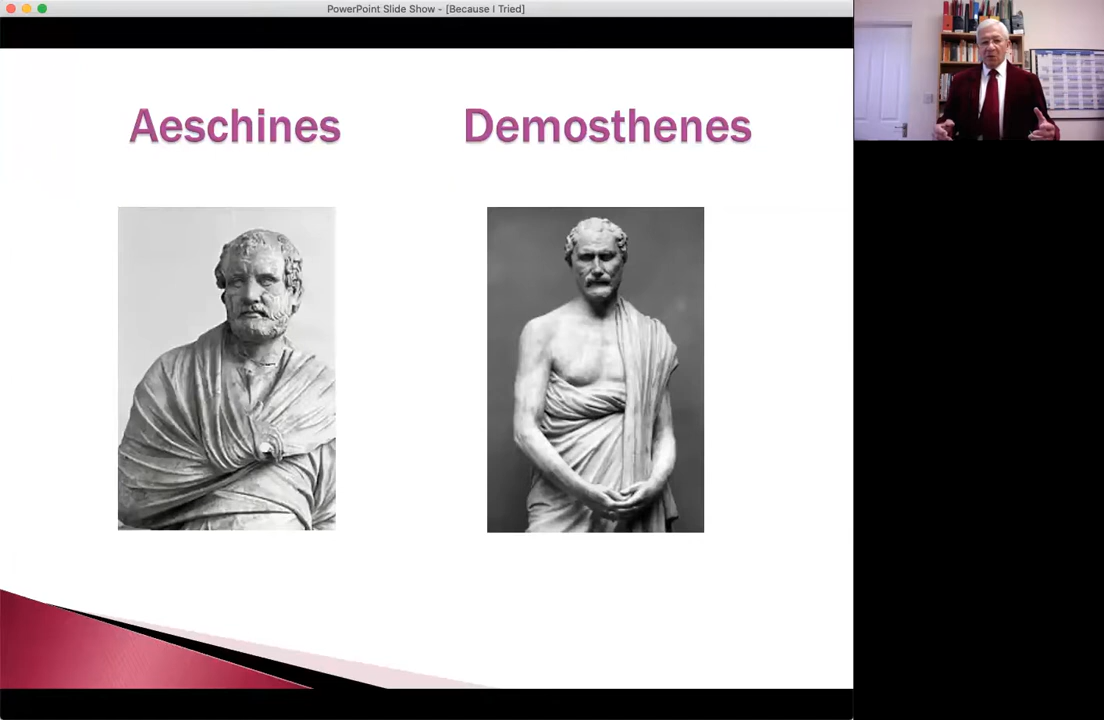 PowerPoint Slide Show - [Because I Tried]
Aeschines
Demosthenes